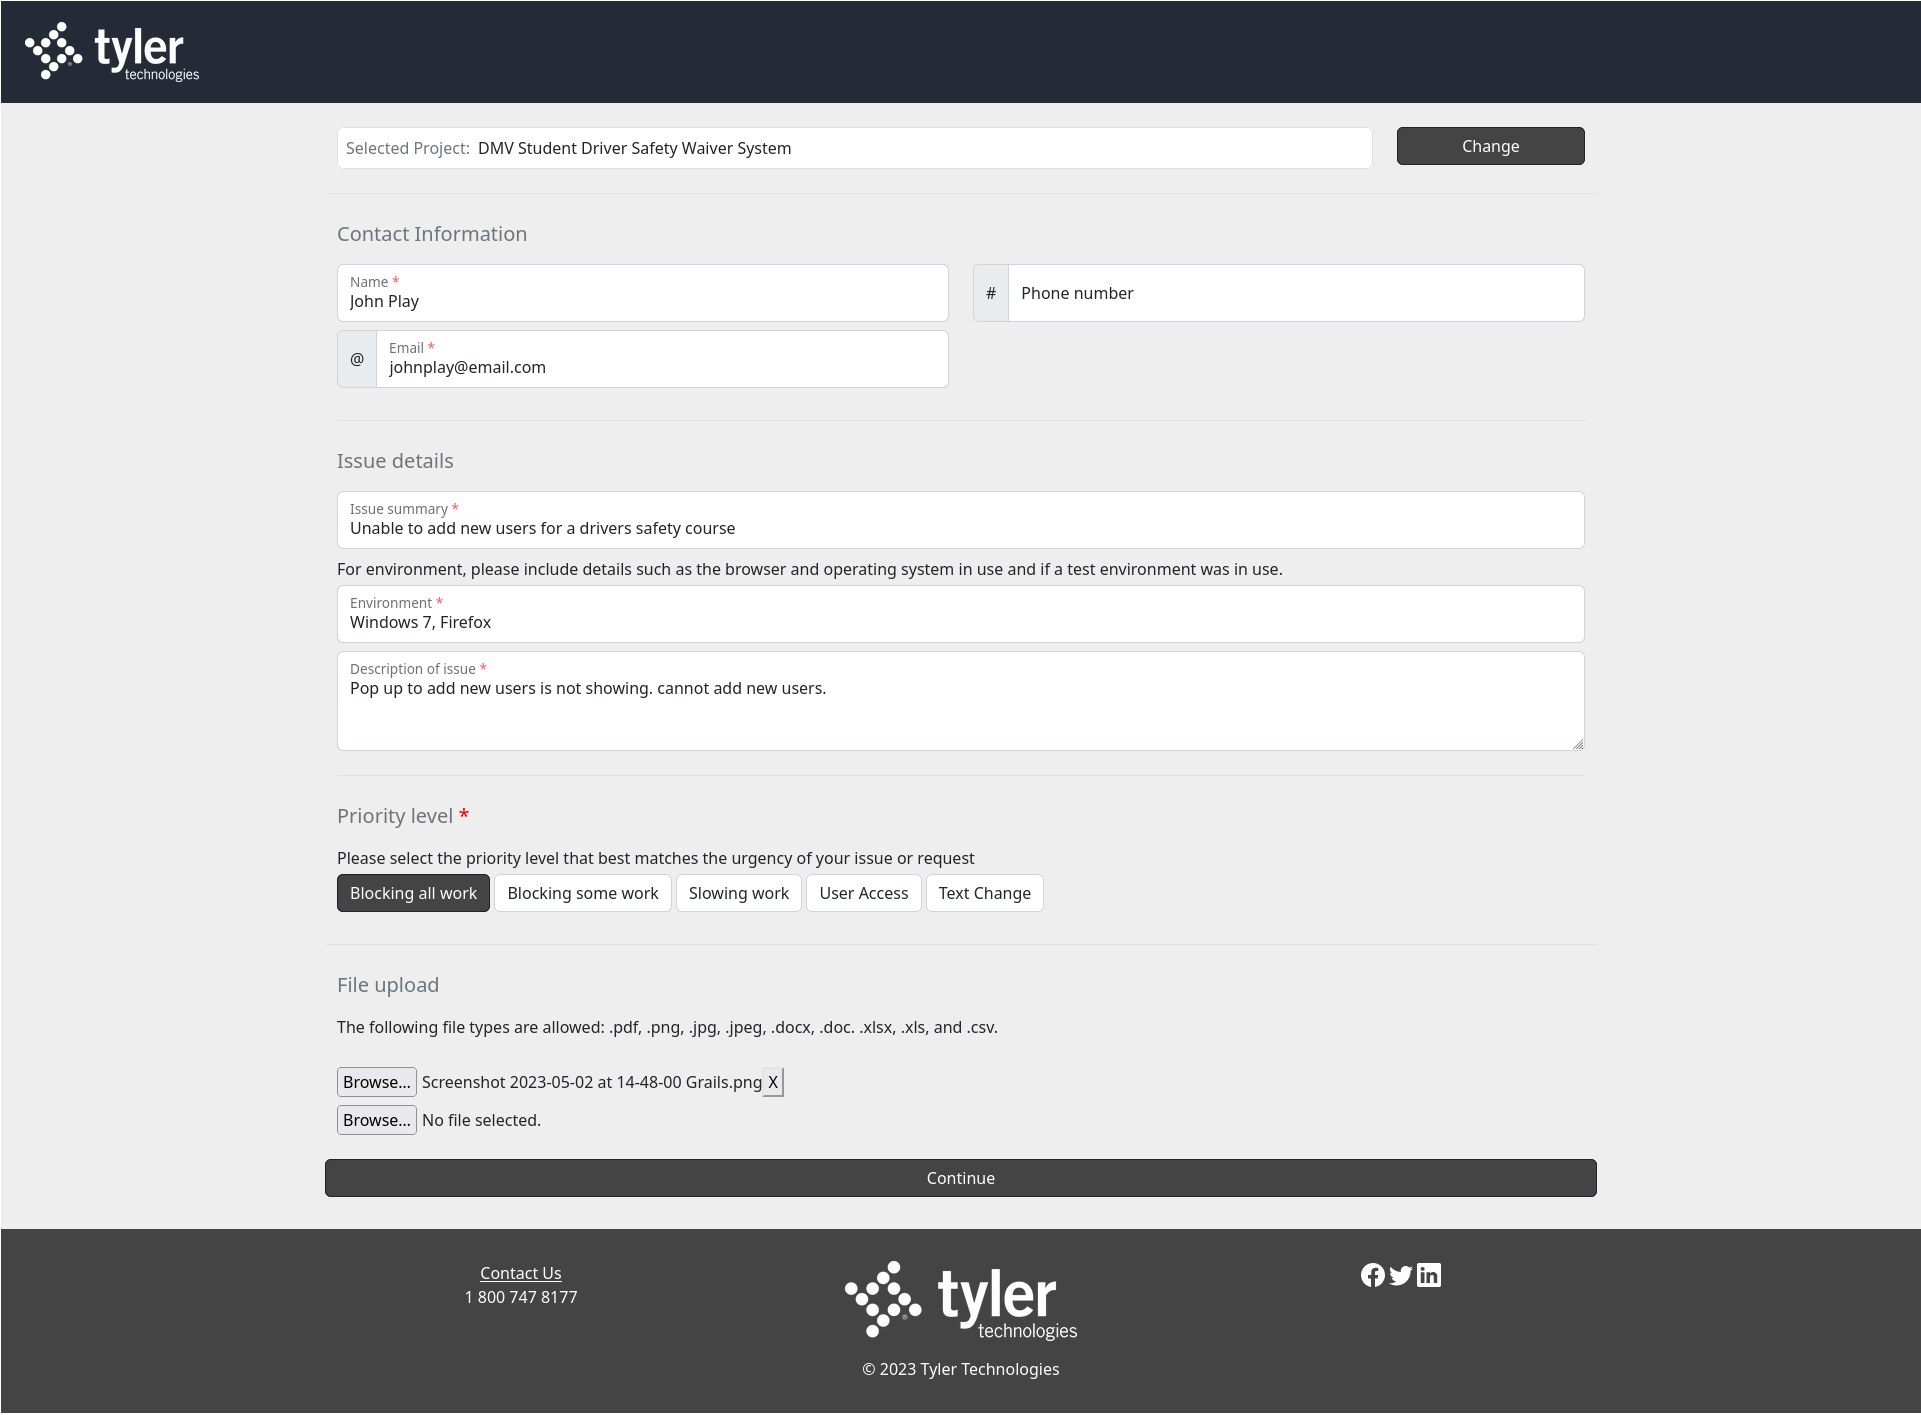 tyler
technologies
Selected Project: DMV Student Driver Safety Waiver System
Change
Contact Information
Name *
John Play
# Phone number
@
Email *
johnplay@email.com
Issue details
Issue summary *
Unable to add new users for a drivers safety course
For environment, please include details such as the browser and operating system in use and if a test environment was in use.
Environment *
Windows 7, Firefox
Description of issue *
Pop up to add new users is not showing. cannot add new users.
Priority level *
Please select the priority level that best matches the urgency of your issue or request
Blocking all work Blocking some work Slowing work User Access Text Change
File upload
The following file types are allowed: .pdf, .png, .jpg, .jpeg, .docx, .doc. .xlsx, .xls, and .csv.
Browse... Screenshot 2023-05-02 at 14-48-00 Grails.png X
Browse... No file selected.
Continue
Contact Us
1 800 747 8177
tyler
technologies
© 2023 Tyler Technologies